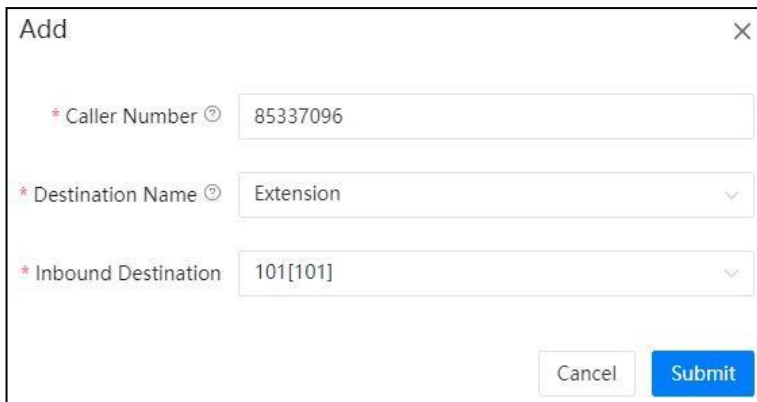 Add
* Caller Number ? 85337096
* Destination Name ? Extension
* Inbound Destination 101[101]
Cancel Submit